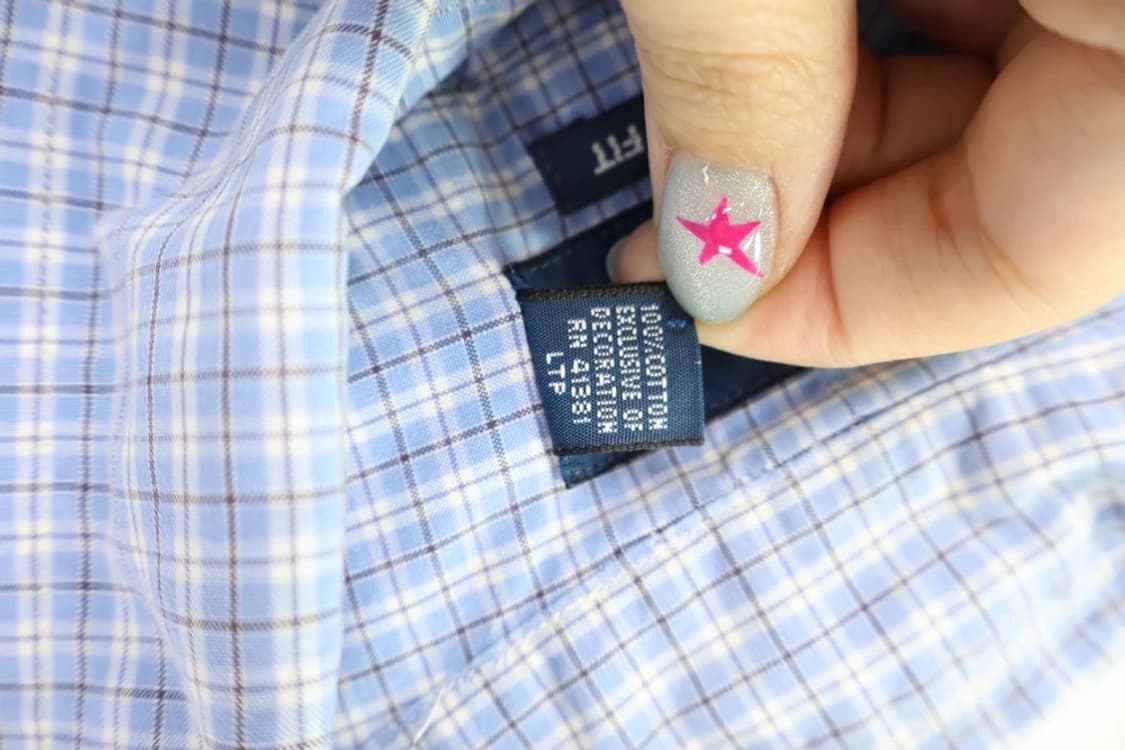 FIT
100%COTTON
EXCLUSIVE OF
DECORATION
RN 41381
LTP